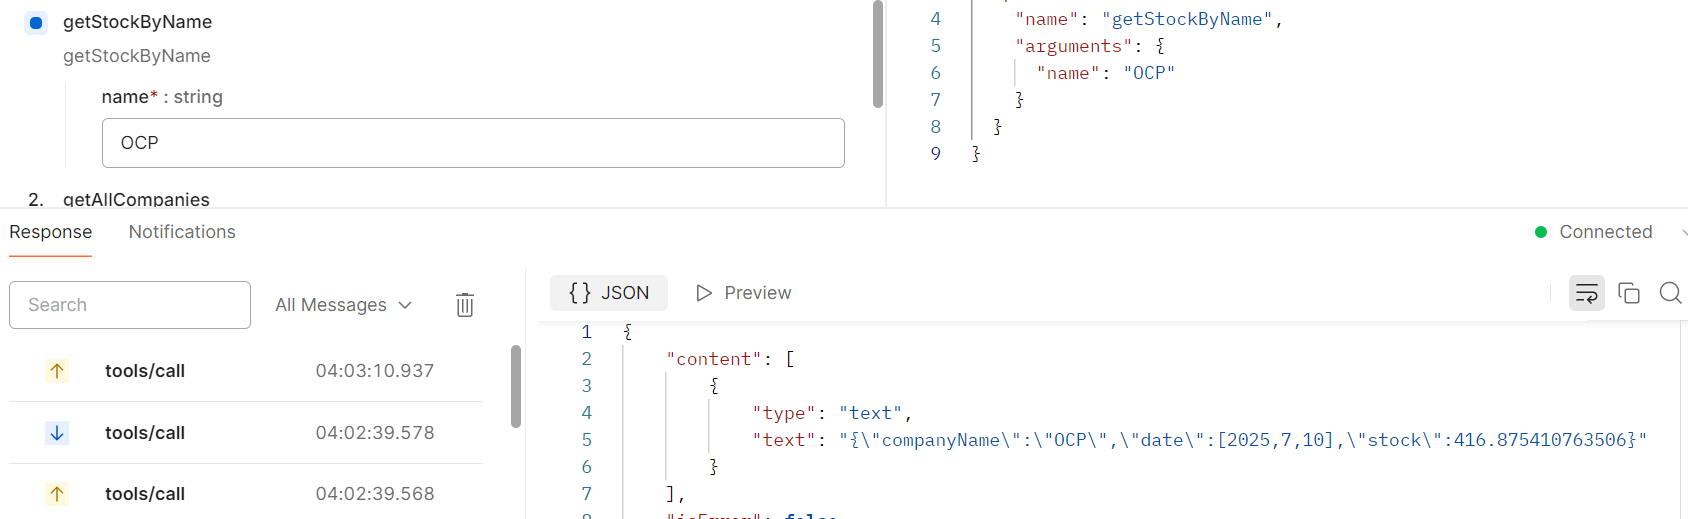 getStockByName
getStockByName
name* : string
OCP
2. getAllCompanies
4 "name": "getStockByName",
5 "arguments": {
6 "name": "OCP"
7 }
8 }
9 }
Response
Notifications
Connected
Search
All Messages
tools/call 04:03:10.937
tools/call 04:02:39.578
tools/call 04:02:39.568
{} JSON
Preview
1 {
2 "content": [
3 {
4 "type": "text",
5 "text": "{\"companyName\":\"OCP\",\"date\":[2025,7,10],\"stock\":416.875410763506}"
6 }
7 ],
8 "isError": false